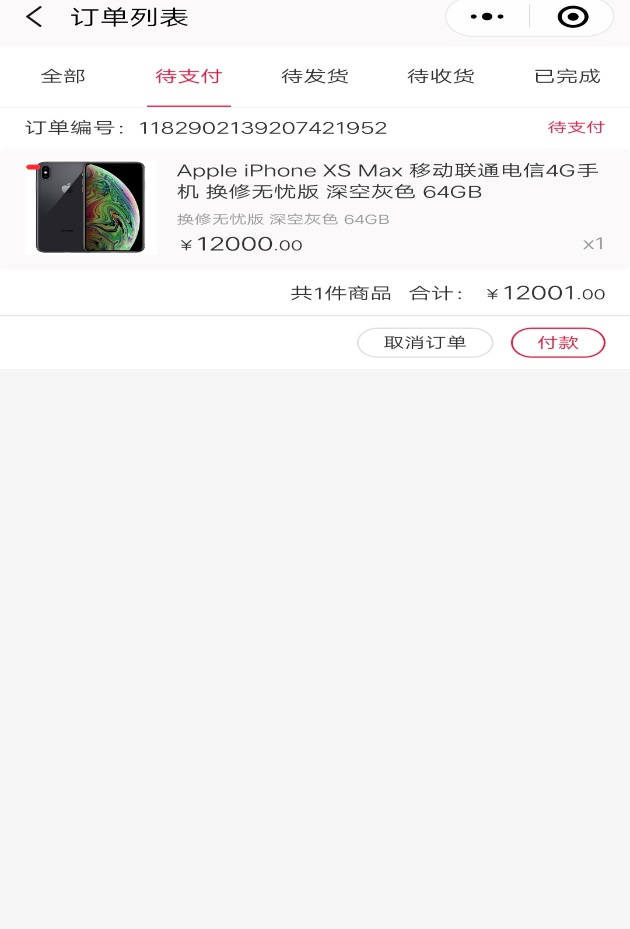 订单列表
全部 待支付 待发货 待收货 已完成
订单编号: 1182902139207421952 待支付
Apple iPhone XS Max 移动联通电信4G手
机 换修无忧版 深空灰色 64GB
换修无忧版 深空灰色 64GB
￥12000.00 x1
共1件商品 合计: ￥12001.00
取消订单 付款